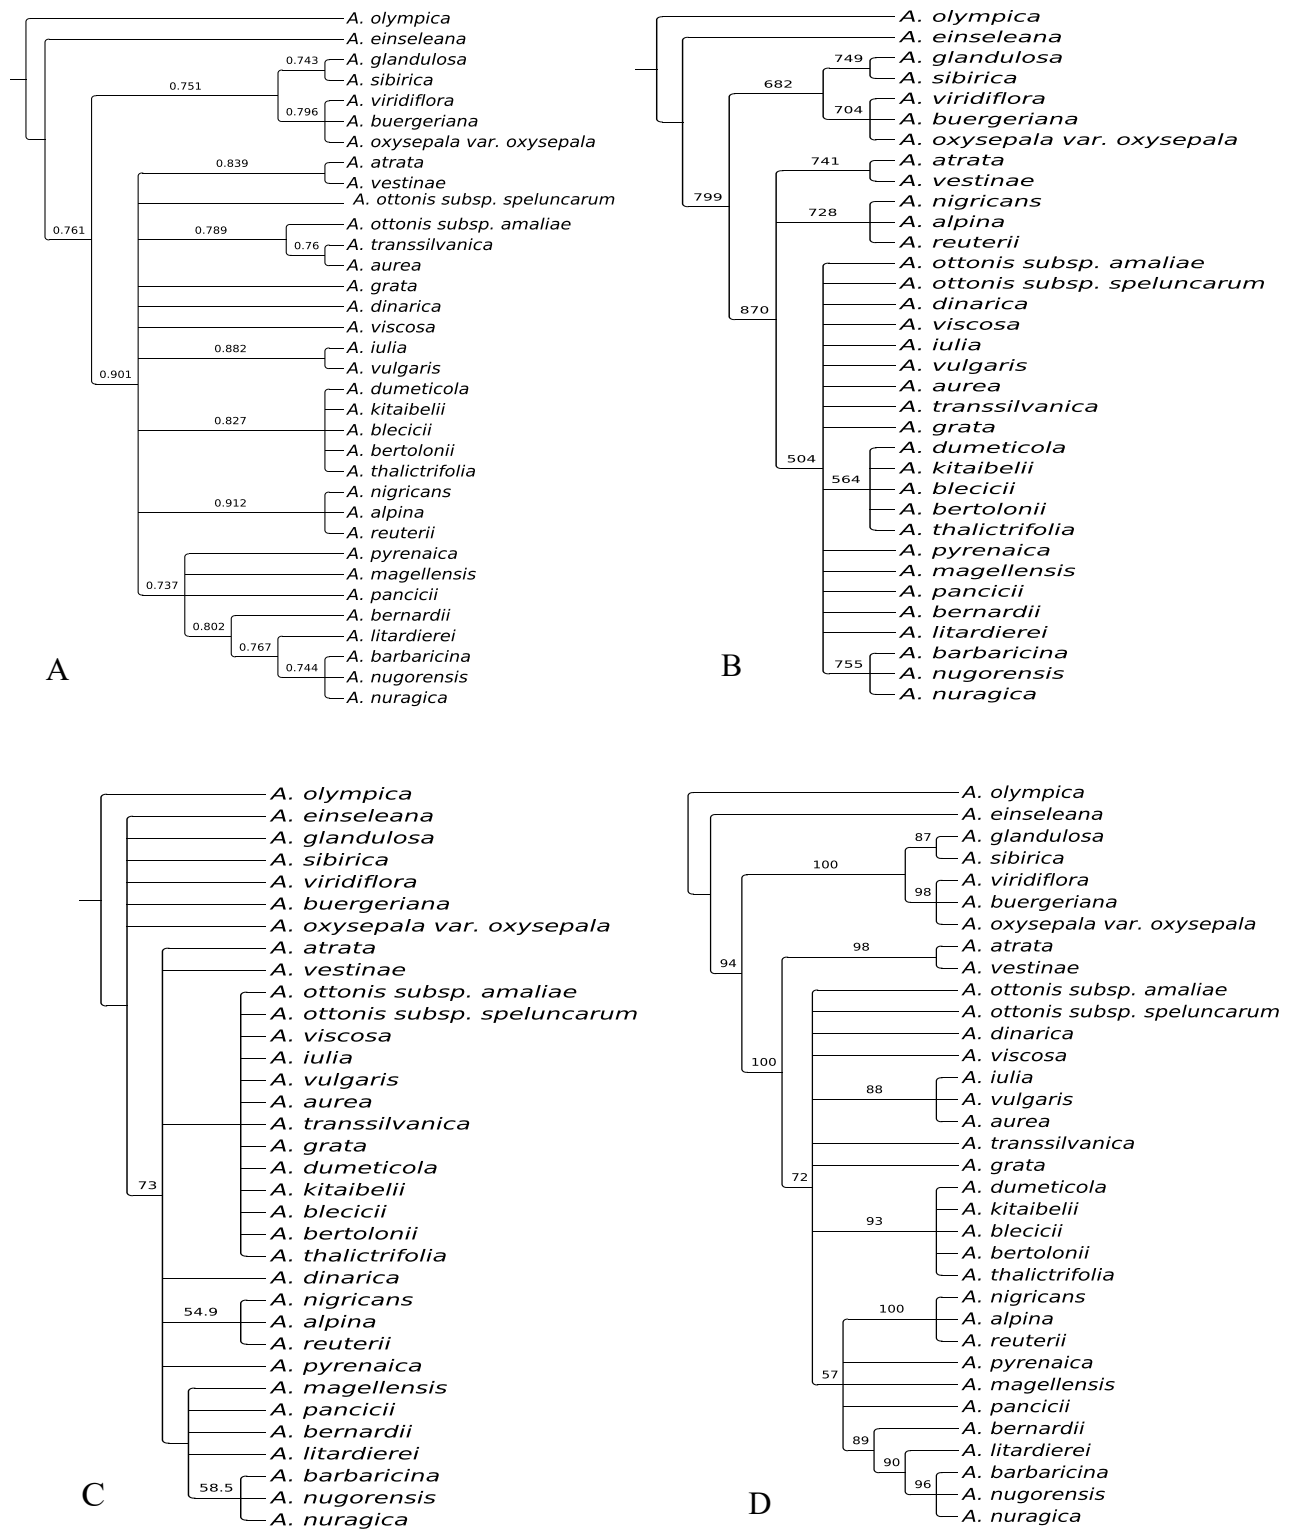 A. olympica
A. einseleana
0.743
A. glandulosa
A. sibirica
0.751
0.796
A. viridiflora
A. buergeriana
A. oxysepala var. oxysepala
0.839
A. atrata
A. vestinae
A. ottonis subsp. speluncarum
0.761
0.789
A. ottonis subsp. amaliae
0.76
A. transsilvanica
A. aurea
A. grata
A. dinarica
A. viscosa
0.882
A. iulia
A. vulgaris
0.901
A. dumeticola
A. kitaibelii
0.827
A. blecicii
A. bertolonii
A. thalictrifolia
A. nigricans
0.912
A. alpina
A. reuterii
A. pyrenaica
A. magellensis
0.737
A. pancicii
A. bernardii
0.802
A. litardierei
0.767
A. barbaricina
0.744
A. nugorensis
A. nuragica
A
A. olympica
A. einseleana
749
A. glandulosa
A. sibirica
682
704
A. viridiflora
A. buergeriana
A. oxysepala var. oxysepala
741
A. atrata
A. vestinae
799
A. nigricans
728
A. alpina
A. reuterii
A. ottonis subsp. amaliae
A. ottonis subsp. speluncarum
870
A. dinarica
A. viscosa
A. iulia
A. vulgaris
A. aurea
A. transsilvanica
A. grata
A. dumeticola
504
A. kitaibelii
564
A. blecicii
A. bertolonii
A. thalictrifolia
A. pyrenaica
A. magellensis
A. pancicii
A. bernardii
A. litardierei
A. barbaricina
755
A. nugorensis
A. nuragica
B
A. olympica
A. einseleana
A. glandulosa
A. sibirica
A. viridiflora
A. buergeriana
A. oxysepala var. oxysepala
A. atrata
A. vestinae
A. ottonis subsp. amaliae
A. ottonis subsp. speluncarum
A. viscosa
A. iulia
A. vulgaris
A. aurea
A. transsilvanica
A. grata
A. dumeticola
73
A. kitaibelii
A. blecicii
A. bertolonii
A. thalictrifolia
A. dinarica
A. nigricans
54.9
A. alpina
A. reuterii
A. pyrenaica
A. magellensis
A. pancicii
A. bernardii
A. litardierei
A. barbaricina
58.5
A. nugorensis
A. nuragica
C
A. olympica
A. einseleana
87
A. glandulosa
A. sibirica
100
98
A. viridiflora
A. buergeriana
A. oxysepala var. oxysepala
98
A. atrata
A. vestinae
94
A. ottonis subsp. amaliae
A. ottonis subsp. speluncarum
A. dinarica
A. viscosa
100
A. iulia
88
A. vulgaris
A. aurea
A. transsilvanica
A. grata
72
A. dumeticola
A. kitaibelii
93
A. blecicii
A. bertolonii
A. thalictrifolia
A. nigricans
100
A. alpina
A. reuterii
A. pyrenaica
57
A. magellensis
A. pancicii
A. bernardii
89
A. litardierei
90
A. barbaricina
96
A. nugorensis
A. nuragica
D